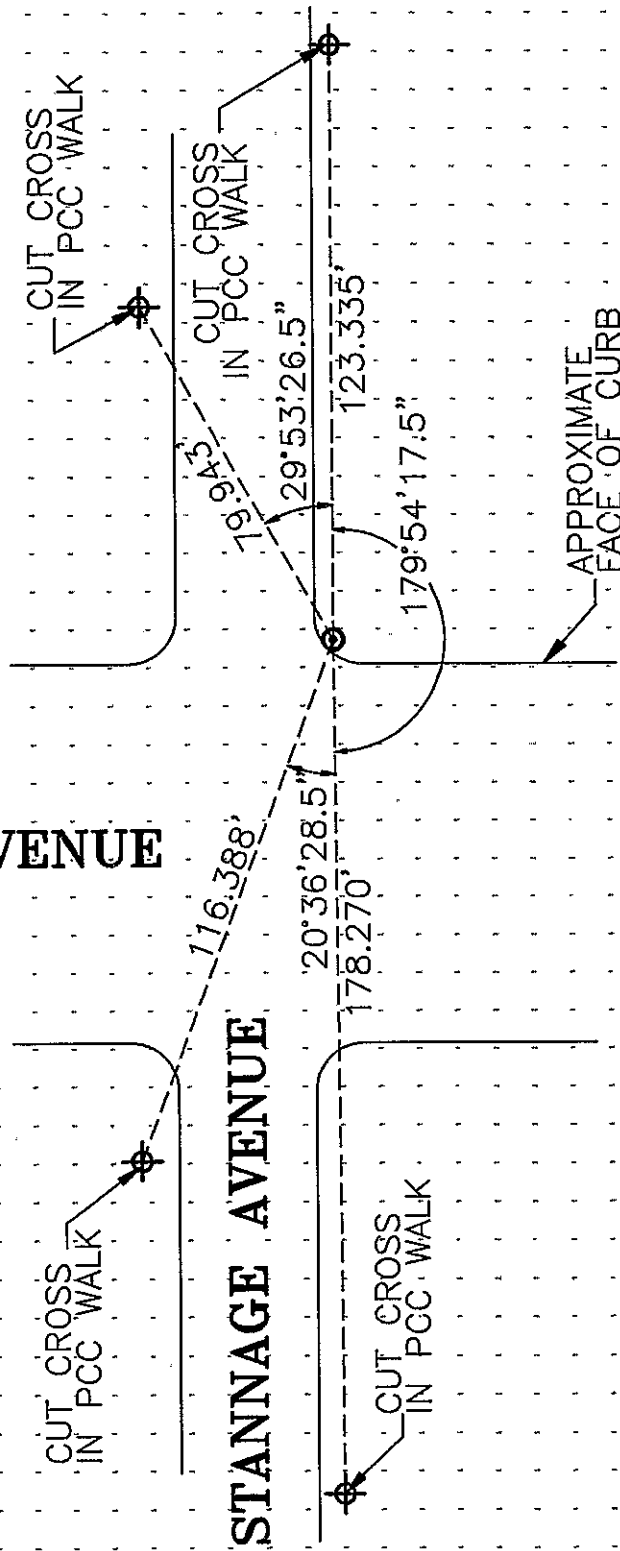 CUT CROSS
IN PCC WALK
CUT CROSS
IN PCC WALK
79.943'
29°53'26.5"
123.335'
179°54'17.5"
APPROXIMATE
FACE OF CURB
VENUE
116.388'
20°36'28.5"
178.270'
STANNAGE AVENUE
CUT CROSS
IN PCC WALK
CUT CROSS
IN PCC WALK